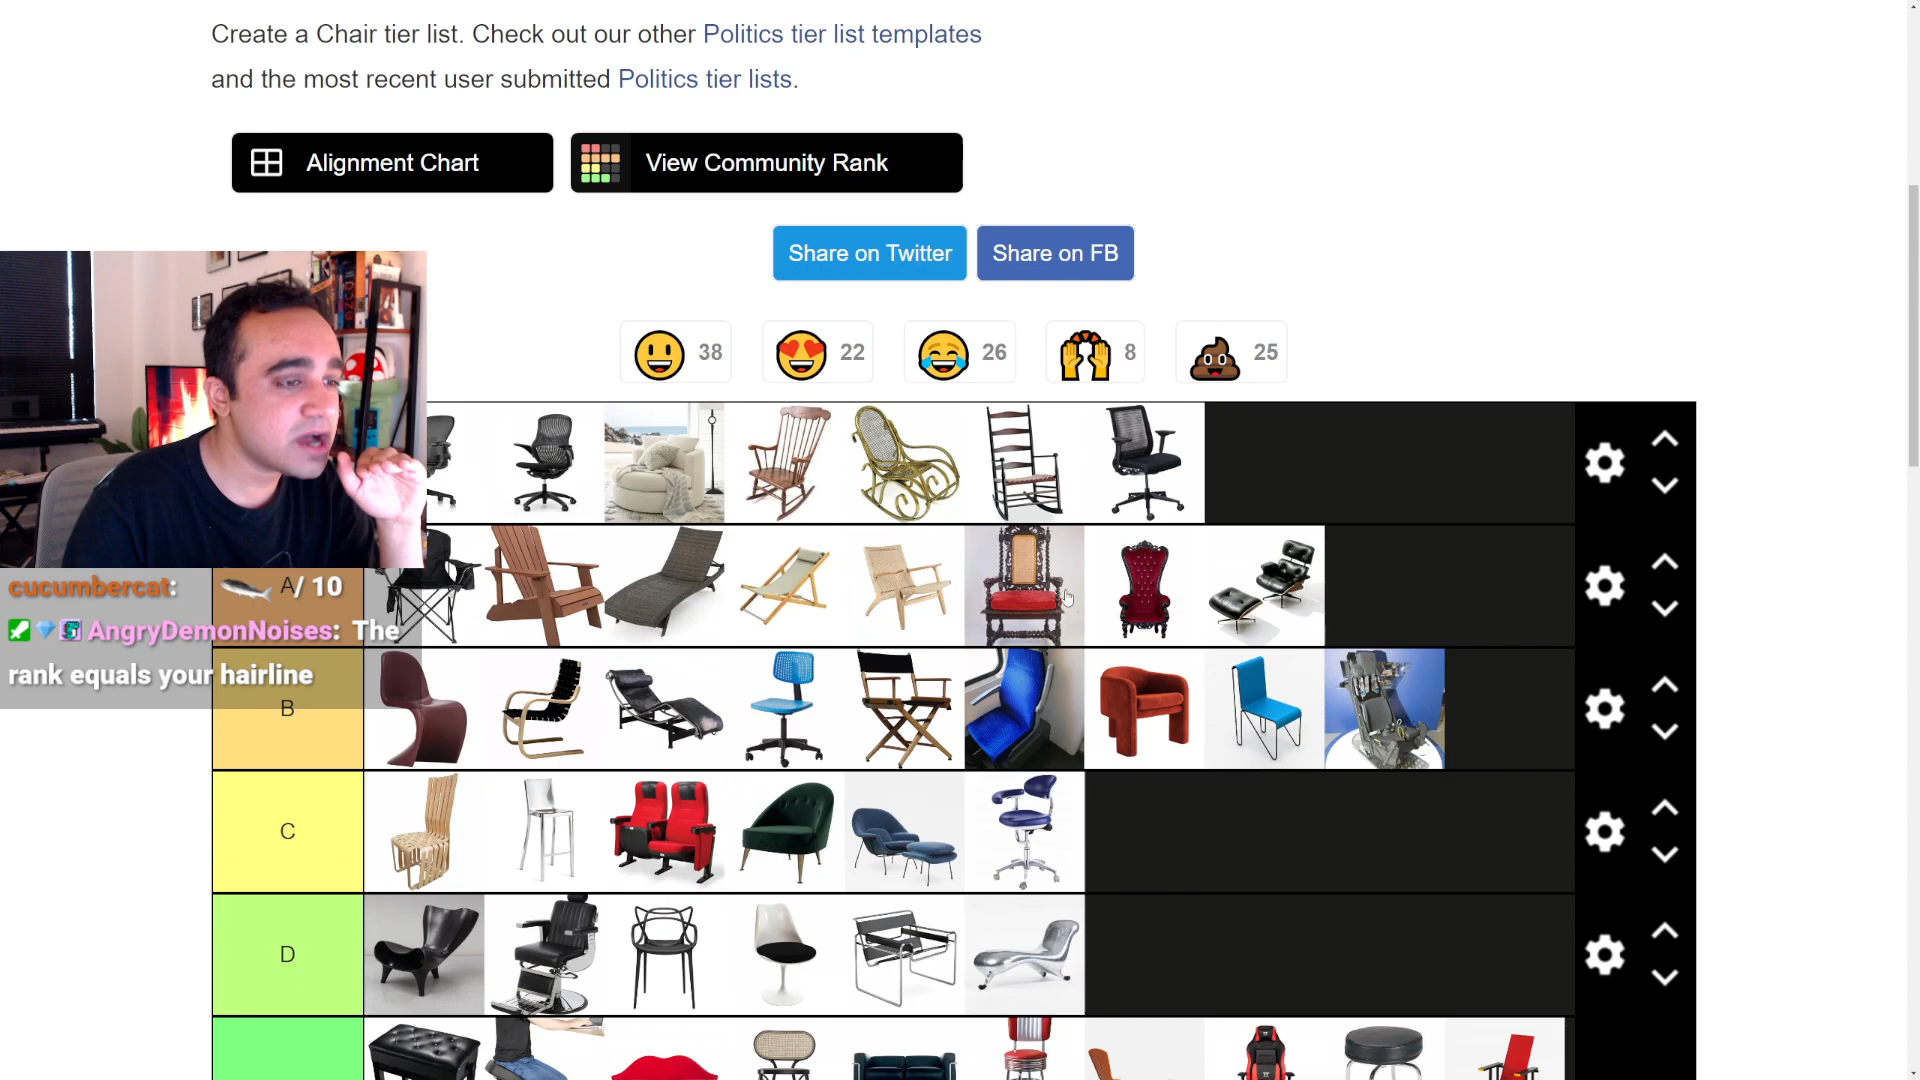 Create a Chair tier list. Check out our other Politics tier list templates
and the most recent user submitted Politics tier lists.
Alignment Chart
View Community Rank
Share on Twitter
Share on FB
38
22
26
8
25
cucumbercat: A/ 10
AngryDemonNoises: The
rank equals your hairline
B
C
D